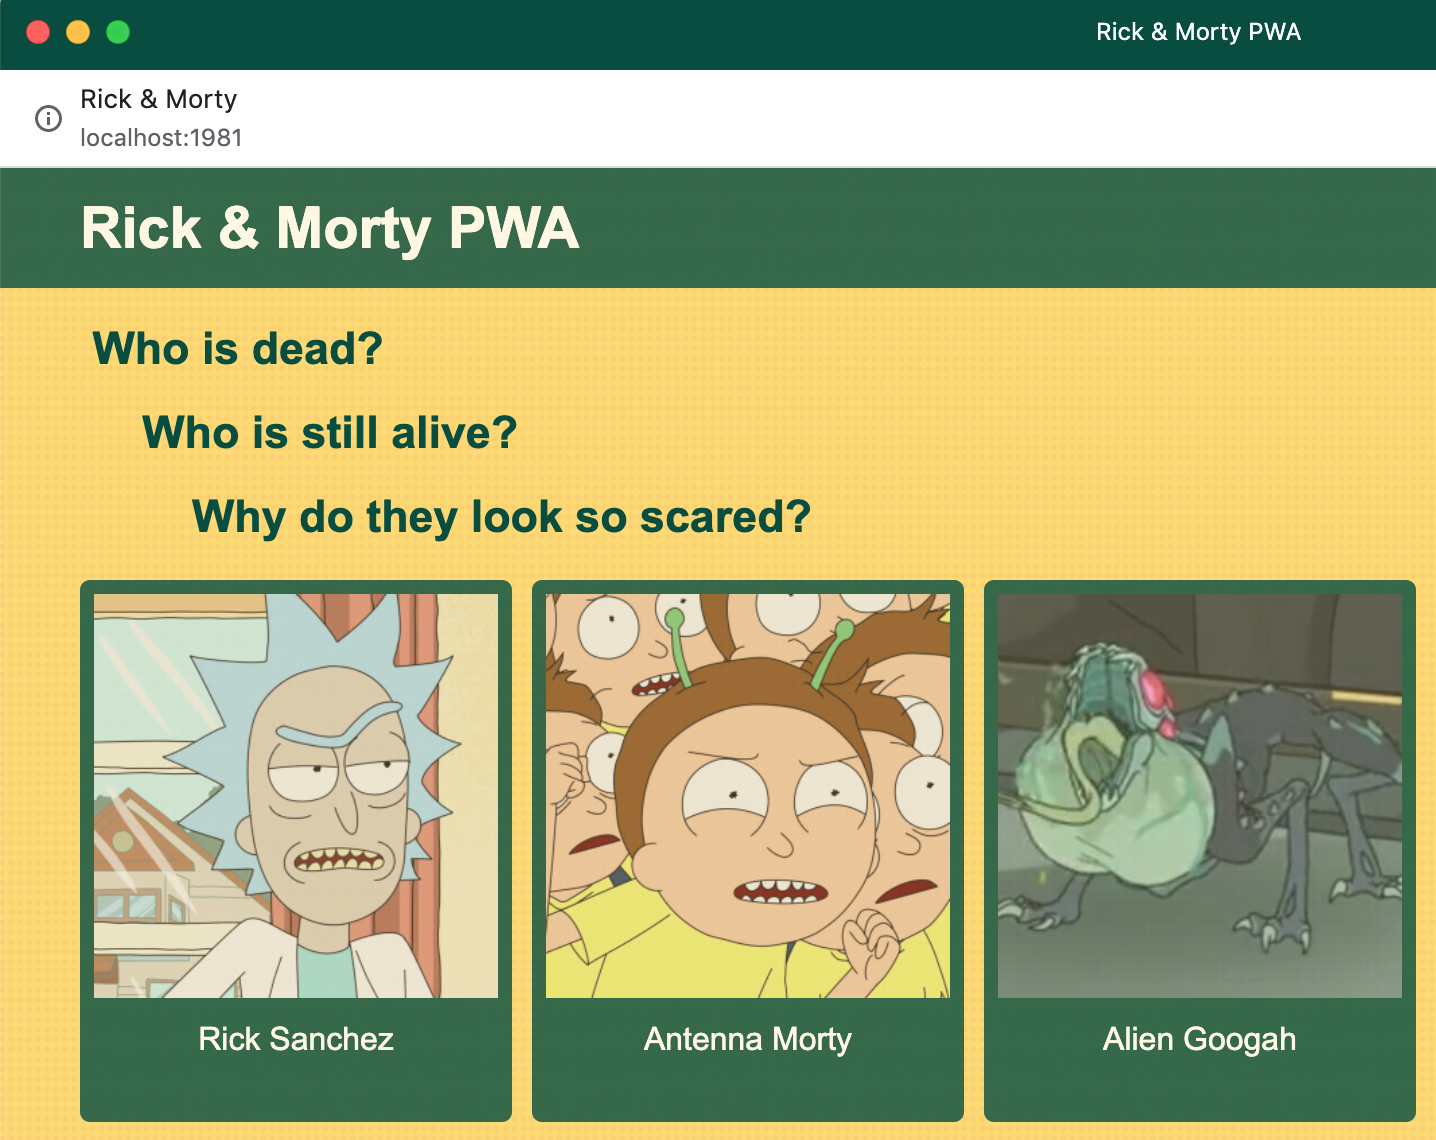 Rick & Morty PWA
Rick & Morty
localhost:1981
Rick & Morty PWA
Who is dead?
Who is still alive?
Why do they look so scared?
Rick Sanchez
Antenna Morty
Alien Googah